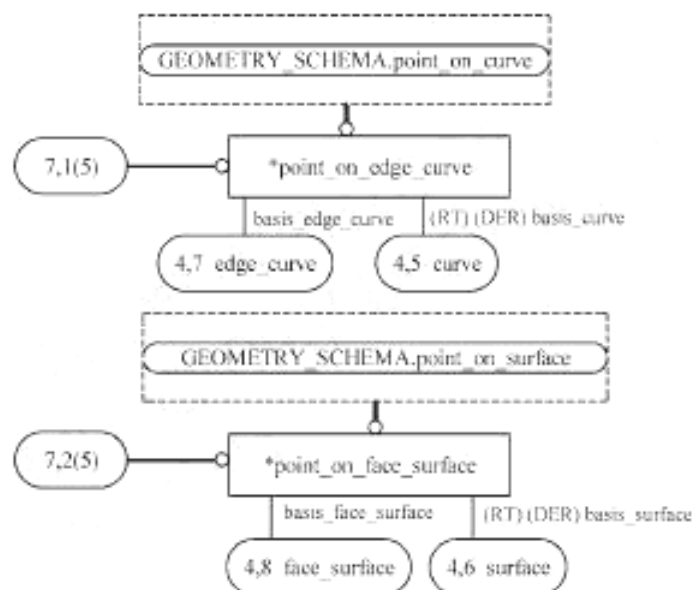 GEOMETRY_SCHEMA.point_on_curve
7,1(5)
*point_on_edge_curve
basis_edge_curve
(RT) (DER) basis_curve
4,7 edge_curve
4,5 curve
GEOMETRY_SCHEMA.point_on_surface
7,2(5)
*point_on_face_surface
basis_face_surface
(RT) (DER) basis_surface
4,8 face_surface
4,6 surface